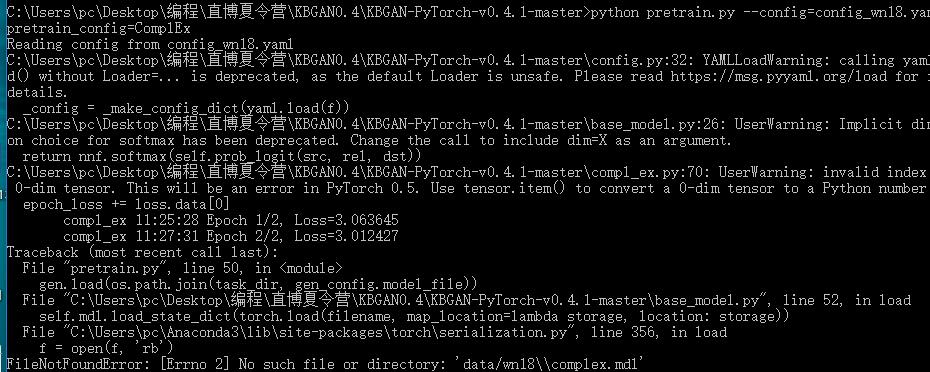 C:\Users\pc\Desktop\编程\直博夏令营\KBGAN0.4\KBGAN-PyTorch-v0.4.1-master>python pretrain.py --config=config_wn18.yam
pretrain_config=ComplEx
Reading config from config_wn18.yaml
C:\Users\pc\Desktop\编程\直博夏令营\KBGAN0.4\KBGAN-PyTorch-v0.4.1-master\config.py:32: YAMLLoadWarning: calling yaml
d() without Loader=... is deprecated, as the default Loader is unsafe. Please read https://msg.pyyaml.org/load for f
details.
_config = _make_config_dict(yaml.load(f))
C:\Users\pc\Desktop\编程\直博夏令营\KBGAN0.4\KBGAN-PyTorch-v0.4.1-master\base_model.py:26: UserWarning: Implicit dim
on choice for softmax has been deprecated. Change the call to include dim=X as an argument.
return nnf.softmax(self.prob_logit(src, rel, dst))
C:\Users\pc\Desktop\编程\直博夏令营\KBGAN0.4\KBGAN-PyTorch-v0.4.1-master\compl_ex.py:70: UserWarning: invalid index
0-dim tensor. This will be an error in PyTorch 0.5. Use tensor.item() to convert a 0-dim tensor to a Python number
epoch_loss += loss.data[0]
compl_ex 11:25:28 Epoch 1/2, Loss=3.063645
compl_ex 11:27:31 Epoch 2/2, Loss=3.012427
Traceback (most recent call last):
File "pretrain.py", line 50, in <module>
gen.load(os.path.join(task_dir, gen_config.model_file))
File "C:\Users\pc\Desktop\编程\直博夏令营\KBGAN0.4\KBGAN-PyTorch-v0.4.1-master\base_model.py", line 52, in load
self.mdl.load_state_dict(torch.load(filename, map_location=lambda storage, location: storage))
File "C:\Users\pc\Anaconda3\lib\site-packages\torch\serialization.py", line 356, in load
f = open(f, 'rb')
FileNotFoundError: [Errno 2] No such file or directory: 'data/wn18\\complex.mdl'